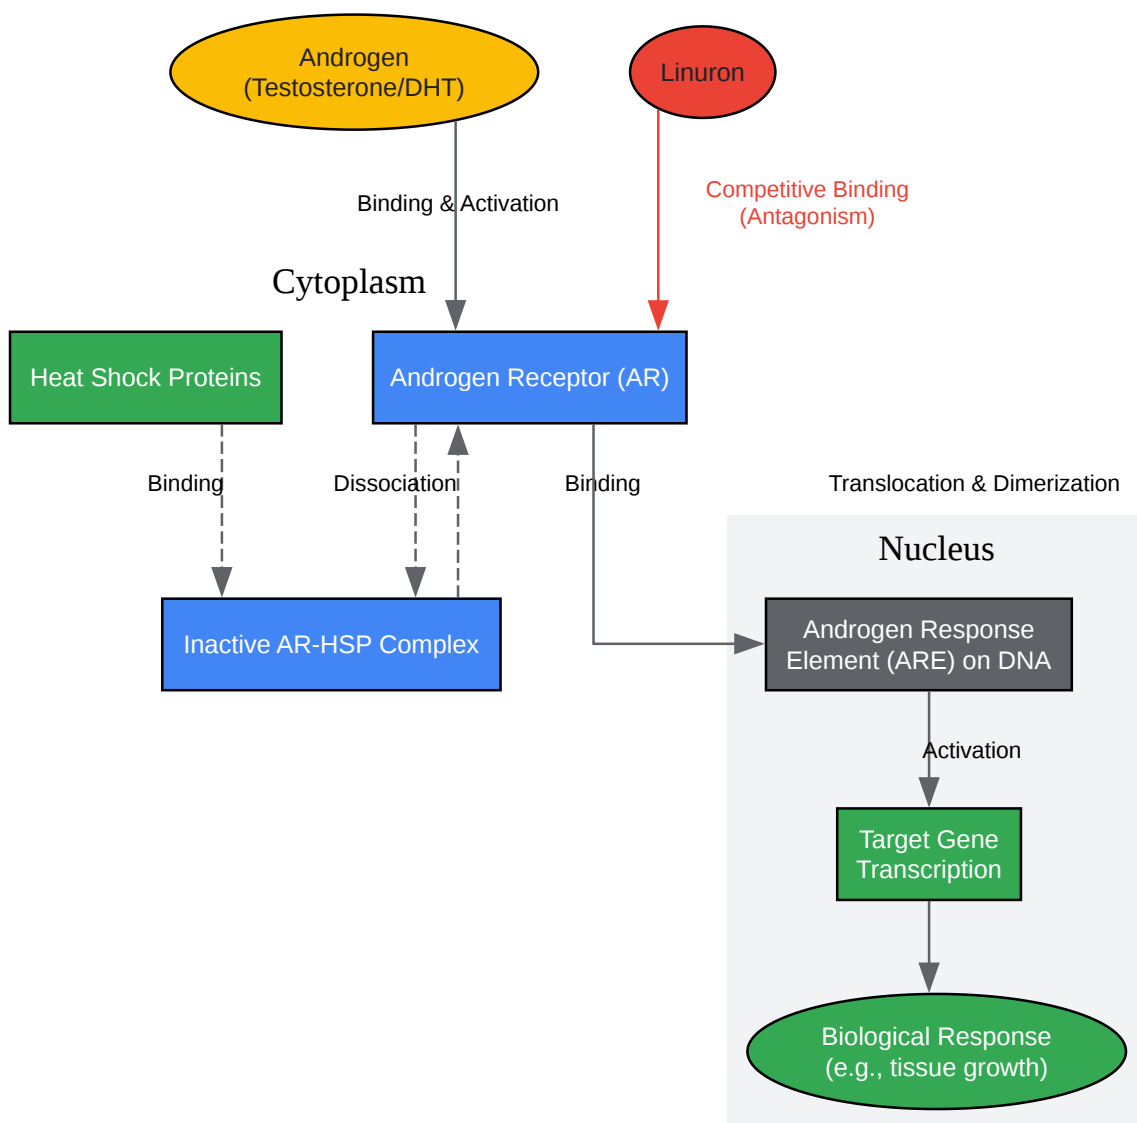 Androgen
(Testosterone/DHT)
Linuron
Binding & Activation
Competitive Binding
(Antagonism)
Cytoplasm
Heat Shock Proteins
Androgen Receptor (AR)
Binding
Dissociation
Binding
Translocation & Dimerization
Nucleus
Inactive AR-HSP Complex
Androgen Response
Element (ARE) on DNA
Activation
Target Gene
Transcription
Biological Response
(e.g., tissue growth)